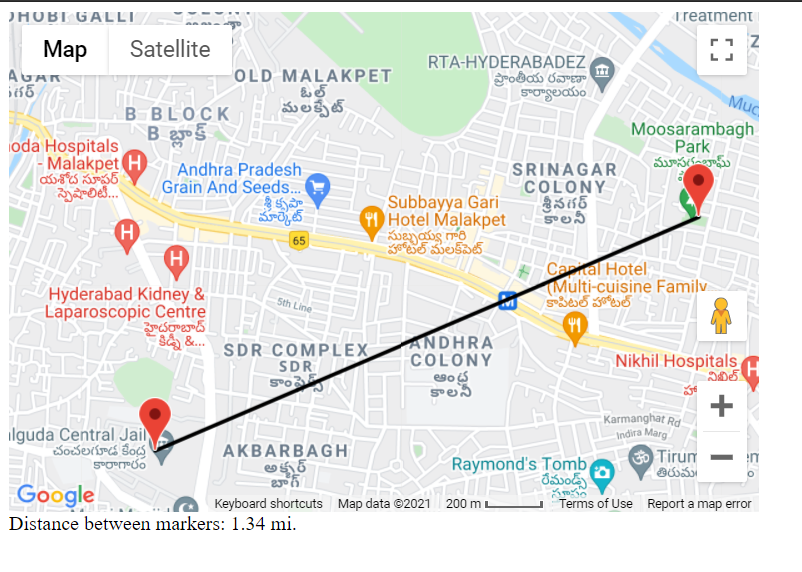 DHOBI GALLI
COLONY
Treatment
Map
Satellite
OLD MALAKPET
ఓల్డ్
మలక్పేట్
RTA-HYDERABADEZ
ప్రాంతీయ రవాణా
కార్యాలయం
B BLOCK
B బ్లాక్
Moosarambagh
Park
మూసారంబాగ్
oda Hospitals
- Malakpet
యశోద సూపర్
స్పెషాలిటీ...
Andhra Pradesh
Grain And Seeds...
శ్రీ కృపా
మార్కెట్
SRINAGAR
COLONY
శ్రీనగర్
కాలనీ
Subbayya Gari
Hotel Malakpet
సుబ్బయ్య గారి
హోటల్ మలక్‌పెట్
65
Capital Hotel
(Multi-cuisine Family
కాపిటల్ హోటల్
Hyderabad Kidney &
Laparoscopic Centre
హైదరాబాద్
కిడ్నీ &...
5th Line
SDR COMPLEX
SDR
కాంప్లెక్స్
ANDHRA
COLONY
ఆంధ్ర
కాలనీ
Nikhil Hospitals
నిఖిల్
Karmanghat Rd
Indira Marg
lguda Central Jail
చంచలగూడ కేంద్ర
కారాగారం
AKBARBAGH
అక్బర్
బాగ్
Raymond's Tomb
రేమండ్స్
సూపం
Google
Keyboard shortcuts
Map data ©2021
200 m
Terms of Use
Report a map error
Distance between markers: 1.34 mi.